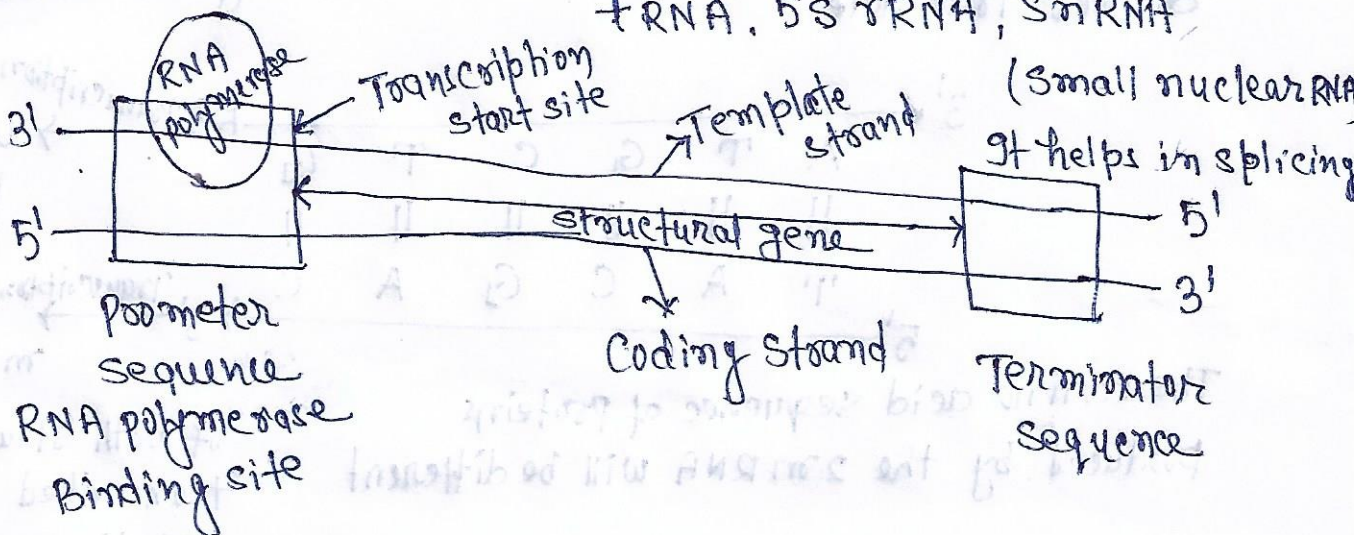 tRNA, 5S rRNA, SnRNA
(Small nuclear RNA
It helps in splicing
RNA
polymerase
Transcription
start site
Template
strand
3'
5'
structural gene
5'
3'
Prometer
sequence
RNA polymerase
Binding site
Coding strand
Terminator
sequence